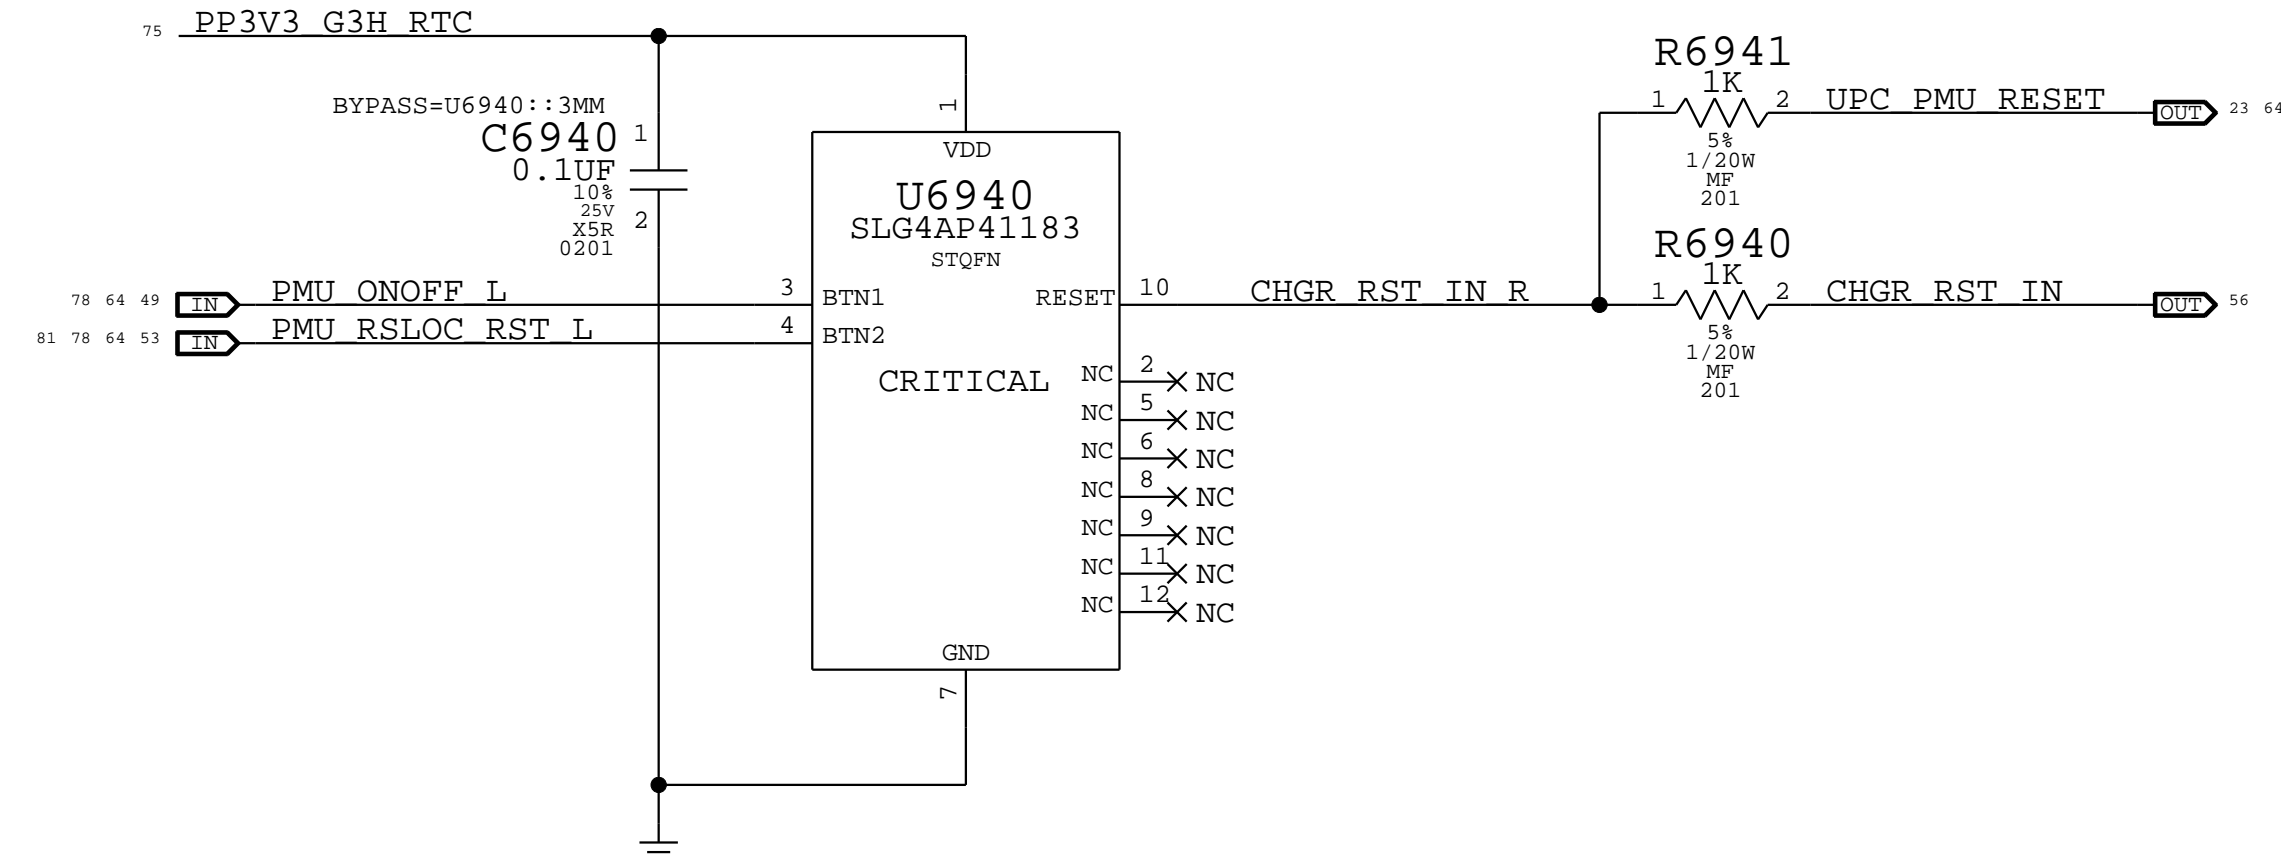 75 PP3V3_G3H_RTC
BYPASS=U6940::3MM
C6940 1
0.1UF
10%
25V
X5R
0201
2
1
VDD
U6940
SLG4AP41183
STQFN
78 64 49 IN PMU_ONOFF_L 3 BTN1
81 78 64 53 IN PMU_RSLOC_RST_L 4 BTN2
CRITICAL
RESET 10 CHGR_RST_IN_R
NC 2 NC
NC 5 NC
NC 6 NC
NC 8 NC
NC 9 NC
NC 11 NC
NC 12 NC
GND
7
R6941
1K
1 2 UPC_PMU_RESET OUT 23 64
5%
1/20W
MF
201
R6940
1K
1 2 CHGR_RST_IN OUT 56
5%
1/20W
MF
201